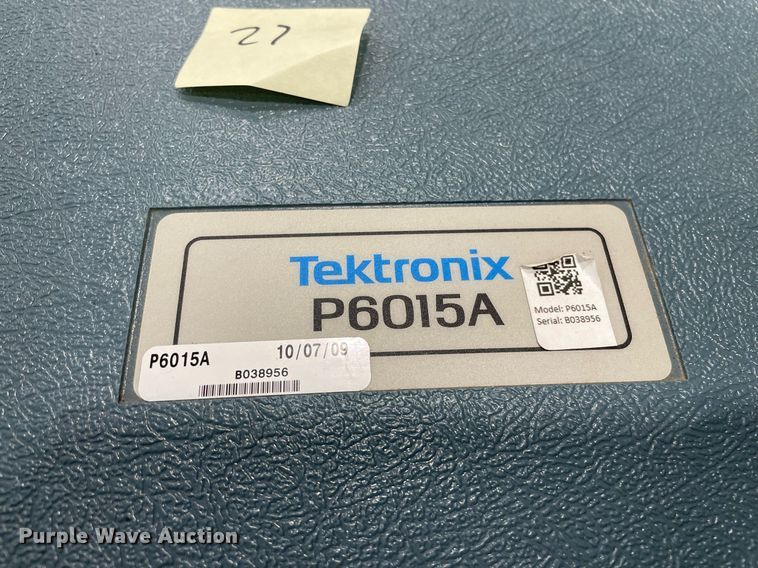 27
Tektronix
P6015A
Model: P6015A
Serial: B038956
P6015A 10/07/09
B038956
Purple Wave Auction